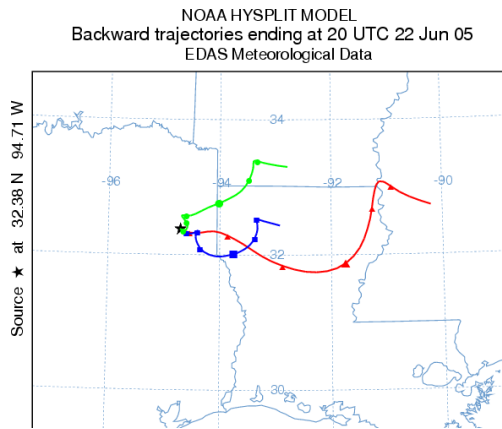 NOAA HYSPLIT MODEL
Backward trajectories ending at 20 UTC 22 Jun 05
EDAS Meteorological Data
Source ★ at 32.38 N 94.71 W
34
-96
-94
-92
-90
32
30